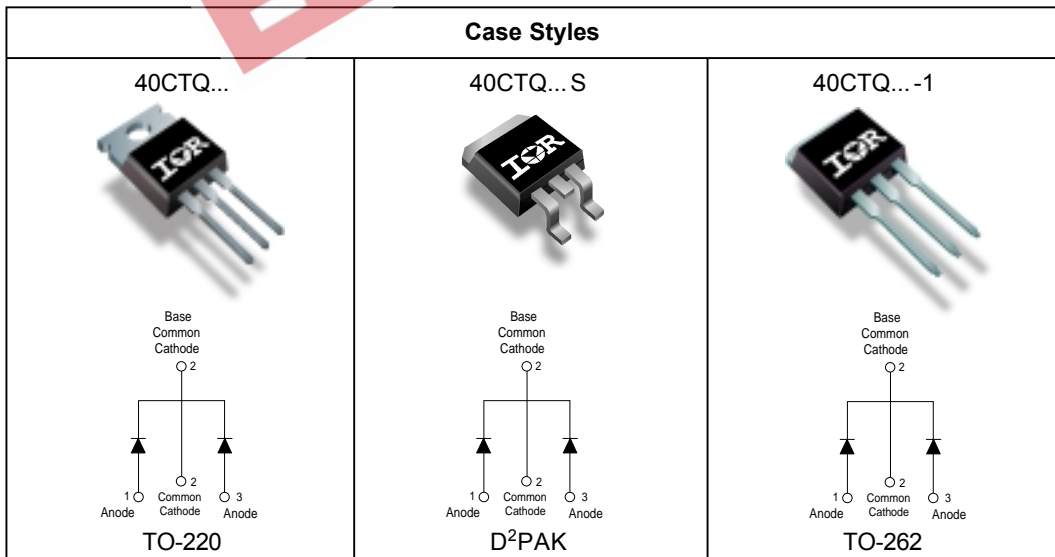 Case Styles
40CTQ...
IOR
Base
Common
Cathode
2
1
2
3
Anode
Common
Cathode
Anode
TO-220
40CTQ... S
IOR
Base
Common
Cathode
2
1
2
3
Anode
Common
Cathode
Anode
D²PAK
40CTQ... -1
IOR
Base
Common
Cathode
2
1
2
3
Anode
Common
Cathode
Anode
TO-262